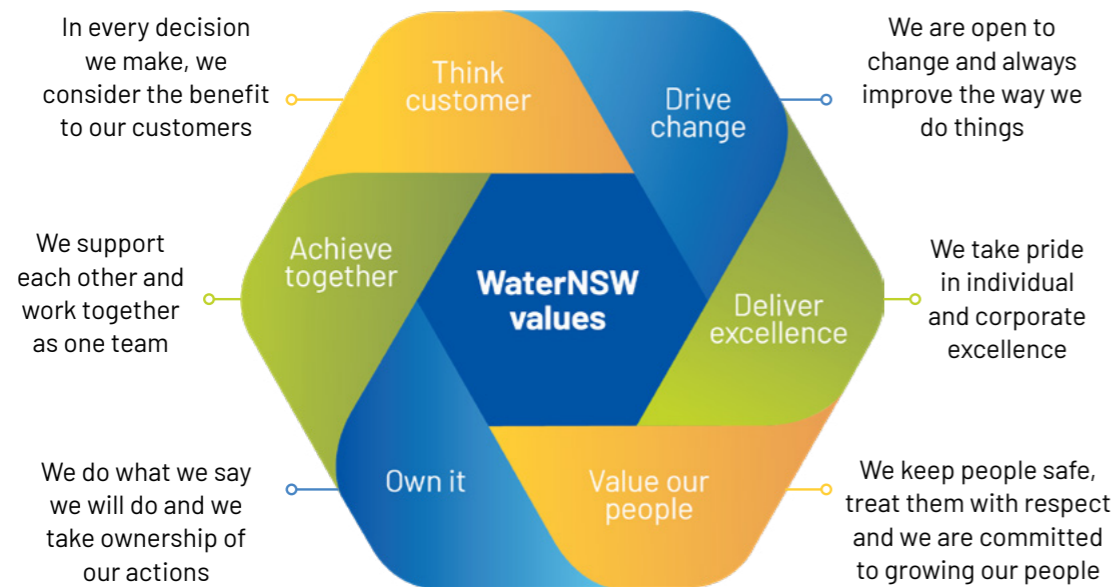 In every decision
we make, we
consider the benefit
to our customers
Think
customer
Drive
change
We are open to
change and always
improve the way we
do things
We support
each other and
work together
as one team
Achieve
together
WaterNSW
values
Deliver
excellence
We take pride
in individual
and corporate
excellence
We do what we say
we will do and we
take ownership of
our actions
Own it
Value our
people
We keep people safe,
treat them with respect
and we are committed
to growing our people